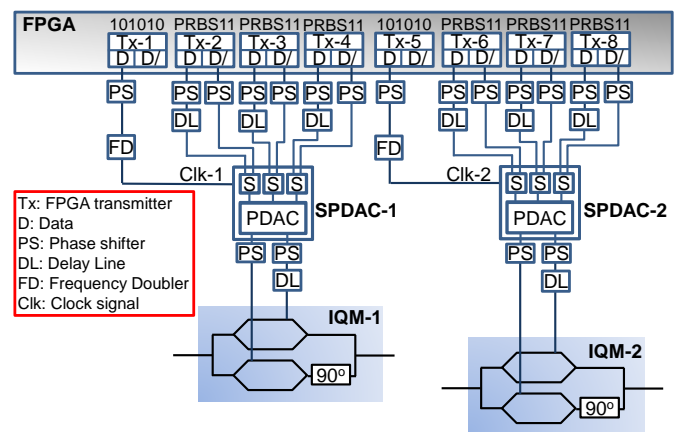 FPGA 101010 PRBS11 PRBS11 PRBS11 101010 PRBS11 PRBS11 PRBS11
Tx-1 Tx-2 Tx-3 Tx-4 Tx-5 Tx-6 Tx-7 Tx-8
D D/ D D/ D D/ D D/ D D/ D D/ D D/ D D/
PS PS PS PS PS PS PS PS PS PS PS PS PS PS
DL DL DL DL DL DL
FD FD
Clk-1 S S S Clk-2 S S S
PDAC SPDAC-1 PDAC SPDAC-2
Tx: FPGA transmitter
D: Data
PS: Phase shifter
DL: Delay Line
FD: Frequency Doubler
Clk: Clock signal
PS PS PS PS
DL DL
IQM-1
90º
IQM-2
90º